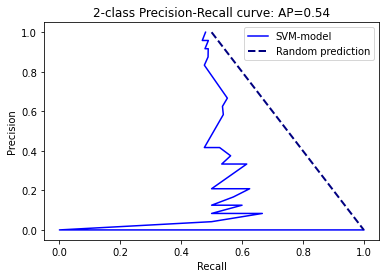 2-class Precision-Recall curve: AP=0.54
SVM-model
Random prediction
Precision
1.0
0.8
0.6
0.4
0.2
0.0
0.0 0.2 0.4 0.6 0.8 1.0
Recall